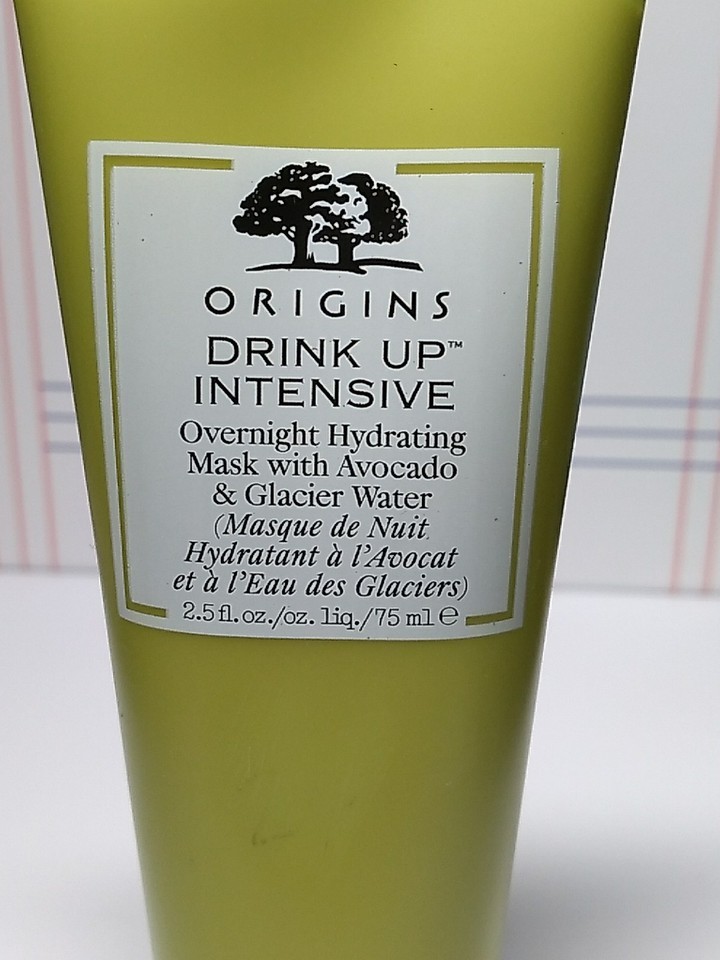 ORIGINS
DRINK UP™
INTENSIVE
Overnight Hydrating
Mask with Avocado
& Glacier Water
(Masque de Nuit
Hydratant à l'Avocat
et à l'Eau des Glaciers)
2.5 fl. oz./oz. liq./75 ml ℮